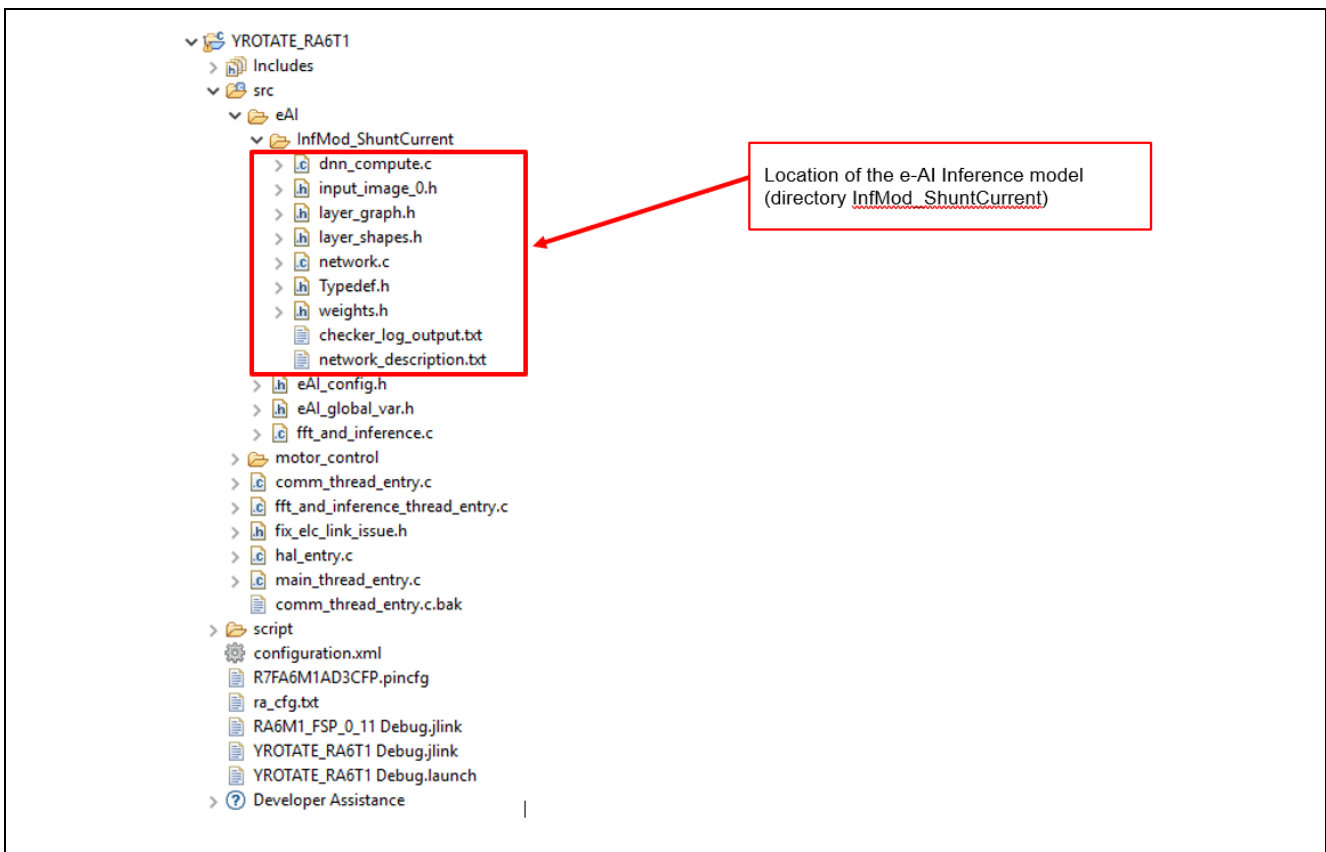 YROTATE_RA6T1
Includes
src
eAI
InfMod_ShuntCurrent
dnn_compute.c
input_image_0.h
layer_graph.h
layer_shapes.h
network.c
Typedef.h
weights.h
checker_log_output.txt
network_description.txt
eAI_config.h
eAI_global_var.h
fft_and_inference.c
motor_control
comm_thread_entry.c
fft_and_inference_thread_entry.c
fix_elc_link_issue.h
hal_entry.c
main_thread_entry.c
comm_thread_entry.c.bak
script
configuration.xml
R7FA6M1AD3CFP.pincfg
ra_cfg.txt
RA6M1_FSP_0_11 Debug.jlink
YROTATE_RA6T1 Debug.jlink
YROTATE_RA6T1 Debug.launch
Developer Assistance
Location of the e-AI Inference model
(directory InfMod_ShuntCurrent)